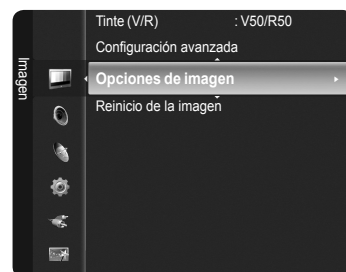 Imagen
Tinte (V/R) : V50/R50
Configuración avanzada
Opciones de imagen
Reinicio de la imagen